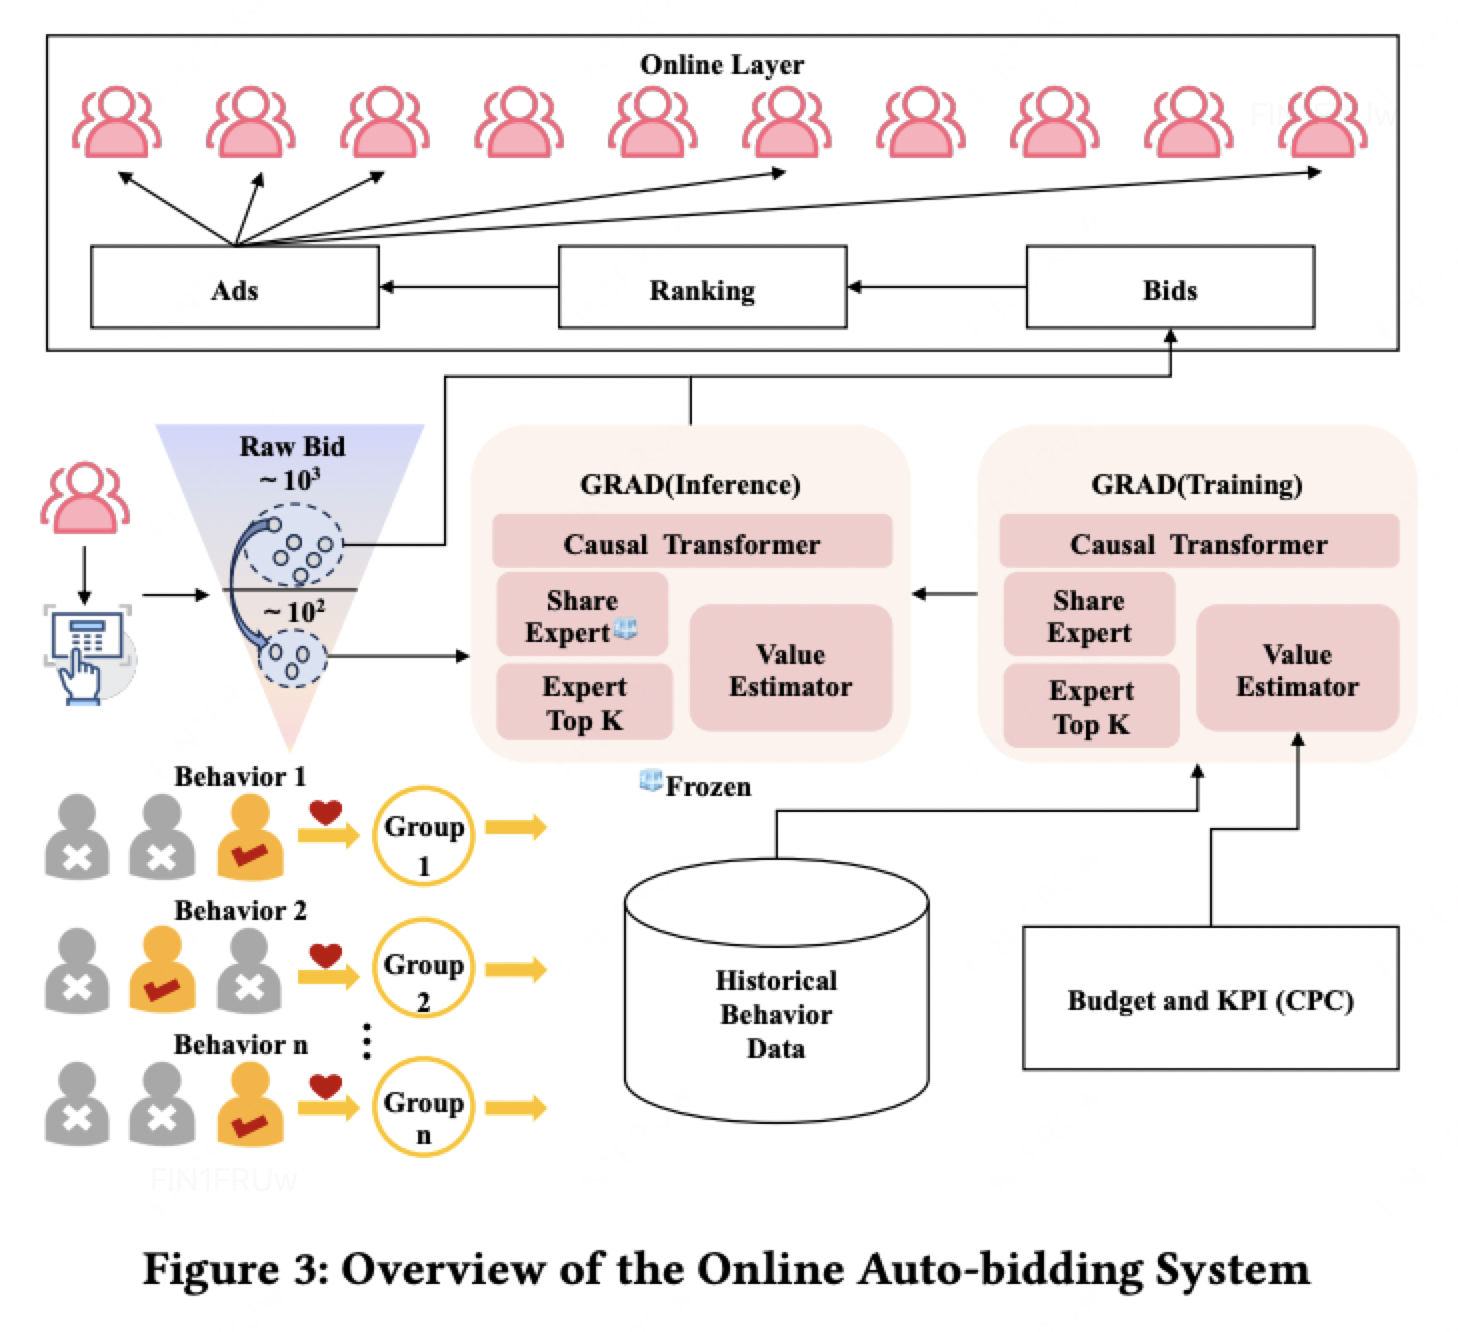 Online Layer
Ads
Ranking
Bids
Raw Bid
~ 10³
~ 10²
GRAD(Inference)
Causal Transformer
Share
Expert
Expert
Top K
Value
Estimator
GRAD(Training)
Causal Transformer
Share
Expert
Expert
Top K
Value
Estimator
Frozen
Behavior 1
Group
1
Behavior 2
Group
2
Behavior n
Group
n
Historical
Behavior
Data
Budget and KPI (CPC)
FIN1FRUw
Figure 3: Overview of the Online Auto-bidding System